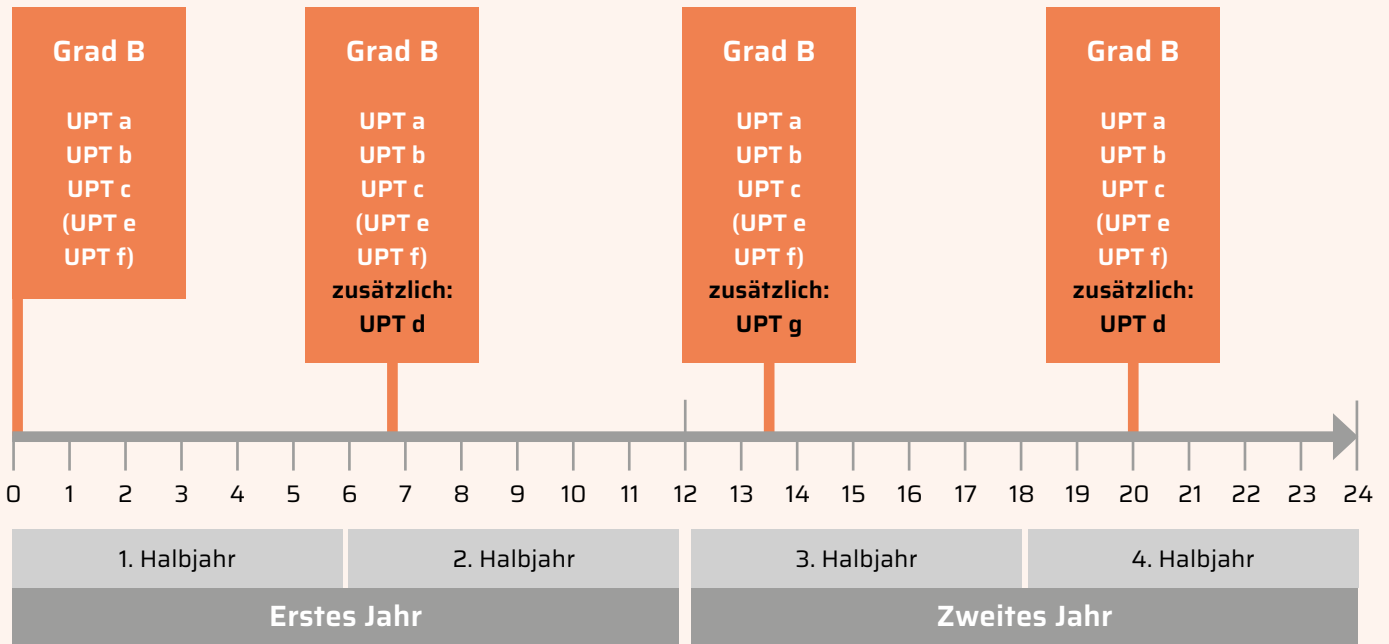 Grad B
UPT a
UPT b
UPT c
(UPT e
UPT f)
Grad B
UPT a
UPT b
UPT c
(UPT e
UPT f)
zusätzlich:
UPT d
Grad B
UPT a
UPT b
UPT c
(UPT e
UPT f)
zusätzlich:
UPT g
Grad B
UPT a
UPT b
UPT c
(UPT e
UPT f)
zusätzlich:
UPT d
0 1 2 3 4 5 6 7 8 9 10 11 12 13 14 15 16 17 18 19 20 21 22 23 24
1. Halbjahr 2. Halbjahr 3. Halbjahr 4. Halbjahr
Erstes Jahr Zweites Jahr